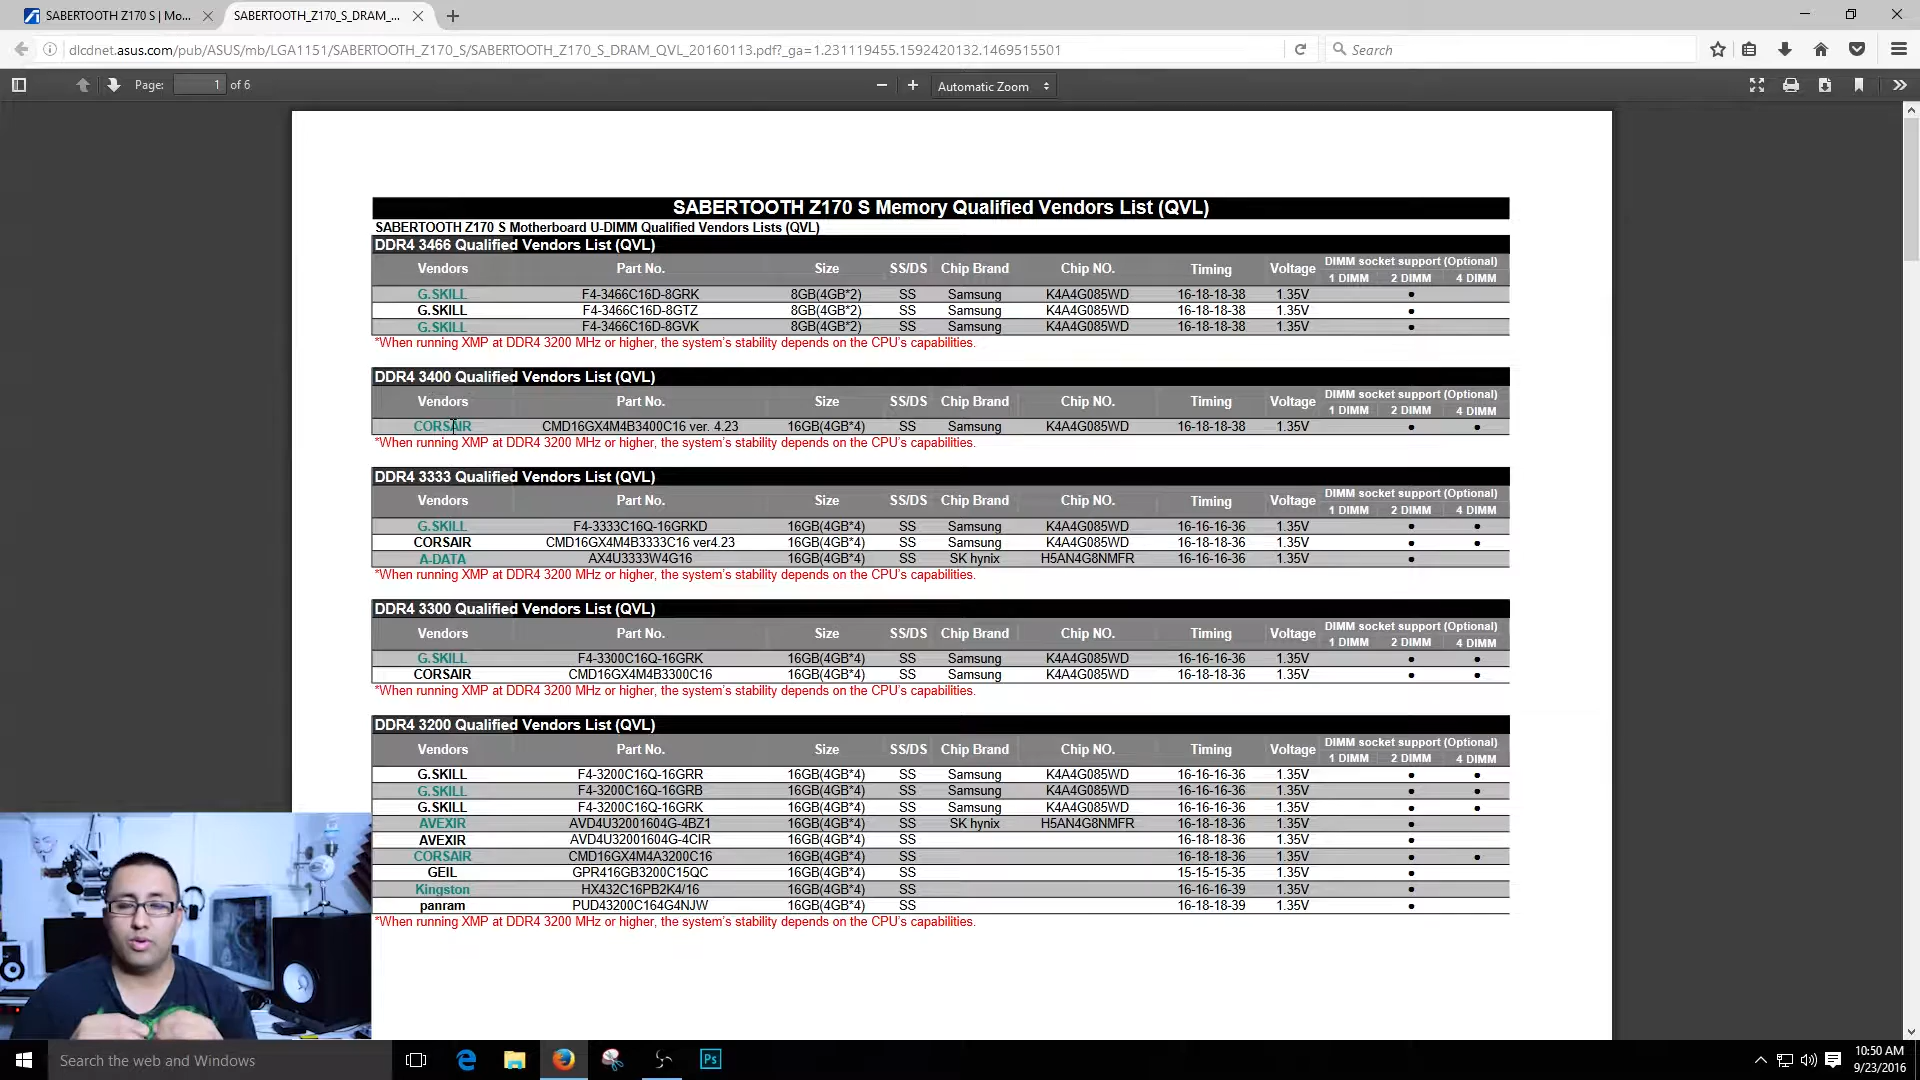 SABERTOOTH Z170 S | Mo...
SABERTOOTH_Z170_S_DRAM_...
dlcdnet.asus.com/pub/ASUS/mb/LGA1151/SABERTOOTH_Z170_S/SABERTOOTH_Z170_S_DRAM_QVL_20160113.pdf?_ga=1.231119455.1592420132.1469515501
Search
Page: 1 of 6
Automatic Zoom
SABERTOOTH Z170 S Memory Qualified Vendors List (QVL)
SABERTOOTH Z170 S Motherboard U-DIMM Qualified Vendors Lists (QVL)
DDR4 3466 Qualified Vendors List (QVL)
Vendors Part No. Size SS/DS Chip Brand Chip NO. Timing Voltage DIMM socket support (Optional)
1 DIMM 2 DIMM 4 DIMM
G.SKILL F4-3466C16D-8GRK 8GB(4GB*2) SS Samsung K4A4G085WD 16-18-18-38 1.35V •
G.SKILL F4-3466C16D-8GTZ 8GB(4GB*2) SS Samsung K4A4G085WD 16-18-18-38 1.35V •
G.SKILL F4-3466C16D-8GVK 8GB(4GB*2) SS Samsung K4A4G085WD 16-18-18-38 1.35V •
*When running XMP at DDR4 3200 MHz or higher, the system's stability depends on the CPU's capabilities.
DDR4 3400 Qualified Vendors List (QVL)
Vendors Part No. Size SS/DS Chip Brand Chip NO. Timing Voltage DIMM socket support (Optional)
1 DIMM 2 DIMM 4 DIMM
CORSAIR CMD16GX4M4B3400C16 ver. 4.23 16GB(4GB*4) SS Samsung K4A4G085WD 16-18-18-38 1.35V • •
*When running XMP at DDR4 3200 MHz or higher, the system's stability depends on the CPU's capabilities.
DDR4 3333 Qualified Vendors List (QVL)
Vendors Part No. Size SS/DS Chip Brand Chip NO. Timing Voltage DIMM socket support (Optional)
1 DIMM 2 DIMM 4 DIMM
G.SKILL F4-3333C16Q-16GRKD 16GB(4GB*4) SS Samsung K4A4G085WD 16-16-16-36 1.35V • •
CORSAIR CMD16GX4M4B3333C16 ver4.23 16GB(4GB*4) SS Samsung K4A4G085WD 16-18-18-36 1.35V • •
A-DATA AX4U3333W4G16 16GB(4GB*4) SS SK hynix H5AN4G8NMFR 16-16-16-36 1.35V •
*When running XMP at DDR4 3200 MHz or higher, the system's stability depends on the CPU's capabilities.
DDR4 3300 Qualified Vendors List (QVL)
Vendors Part No. Size SS/DS Chip Brand Chip NO. Timing Voltage DIMM socket support (Optional)
1 DIMM 2 DIMM 4 DIMM
G.SKILL F4-3300C16Q-16GRK 16GB(4GB*4) SS Samsung K4A4G085WD 16-16-16-36 1.35V • •
CORSAIR CMD16GX4M4B3300C16 16GB(4GB*4) SS Samsung K4A4G085WD 16-18-18-36 1.35V • •
*When running XMP at DDR4 3200 MHz or higher, the system's stability depends on the CPU's capabilities.
DDR4 3200 Qualified Vendors List (QVL)
Vendors Part No. Size SS/DS Chip Brand Chip NO. Timing Voltage DIMM socket support (Optional)
1 DIMM 2 DIMM 4 DIMM
G.SKILL F4-3200C16Q-16GRR 16GB(4GB*4) SS Samsung K4A4G085WD 16-16-16-36 1.35V • •
G.SKILL F4-3200C16Q-16GRB 16GB(4GB*4) SS Samsung K4A4G085WD 16-16-16-36 1.35V • •
G.SKILL F4-3200C16Q-16GRK 16GB(4GB*4) SS Samsung K4A4G085WD 16-16-16-36 1.35V • •
AVEXIR AVD4U32001604G-4BZ1 16GB(4GB*4) SS SK hynix H5AN4G8NMFR 16-18-18-36 1.35V •
AVEXIR AVD4U32001604G-4CIR 16GB(4GB*4) SS 16-18-18-36 1.35V •
CORSAIR CMD16GX4M4A3200C16 16GB(4GB*4) SS 16-18-18-36 1.35V • •
GEIL GPR416GB3200C15QC 16GB(4GB*4) SS 15-15-15-35 1.35V •
Kingston HX432C16PB2K4/16 16GB(4GB*4) SS 16-16-16-39 1.35V •
panram PUD43200C164G4NJW 16GB(4GB*4) SS 16-18-18-39 1.35V •
*When running XMP at DDR4 3200 MHz or higher, the system's stability depends on the CPU's capabilities.
Search the web and Windows
Ps
10:50 AM
9/23/2016